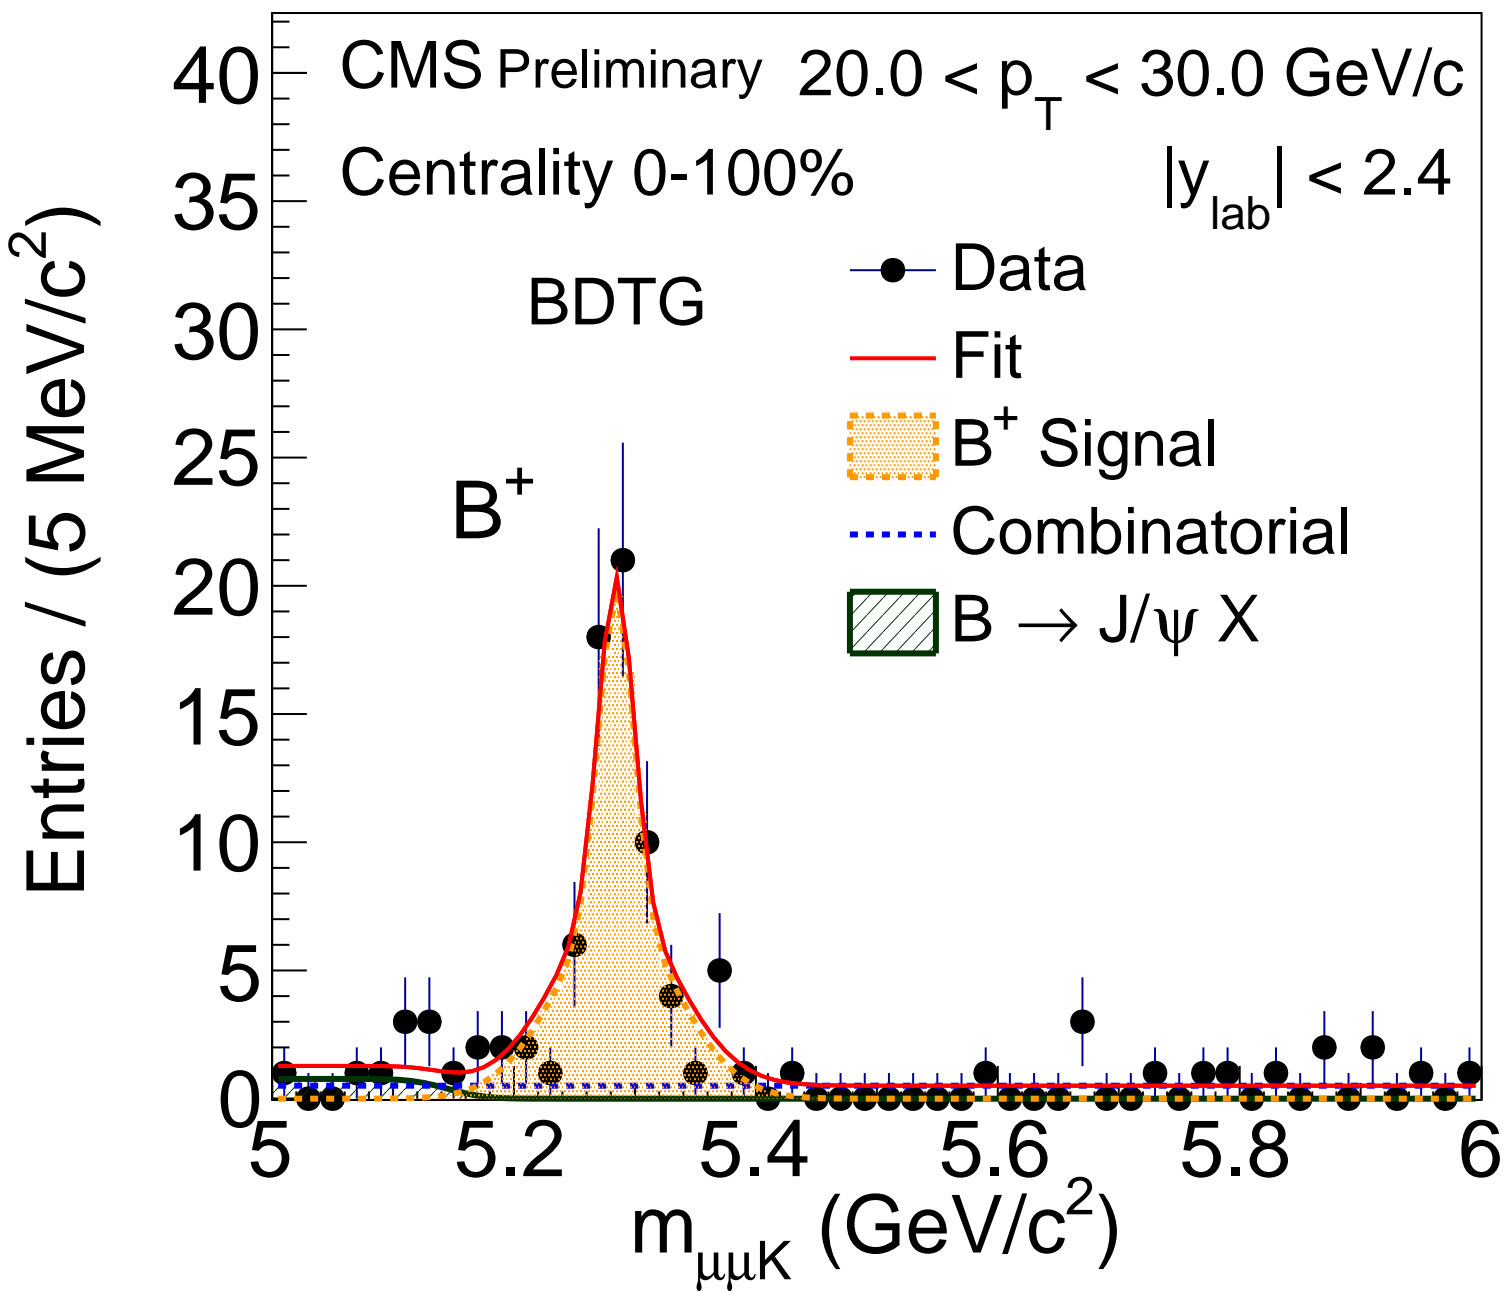 CMS Preliminary 20.0 < p_T < 30.0 GeV/c
Centrality 0-100% |y_lab| < 2.4
BDTG
B⁺
Data
Fit
B⁺ Signal
Combinatorial
B → J/ψ X
Entries / (5 MeV/c²)
40
35
30
25
20
15
10
5
0
5 5.2 5.4 5.6 5.8 6
m_μμK (GeV/c²)